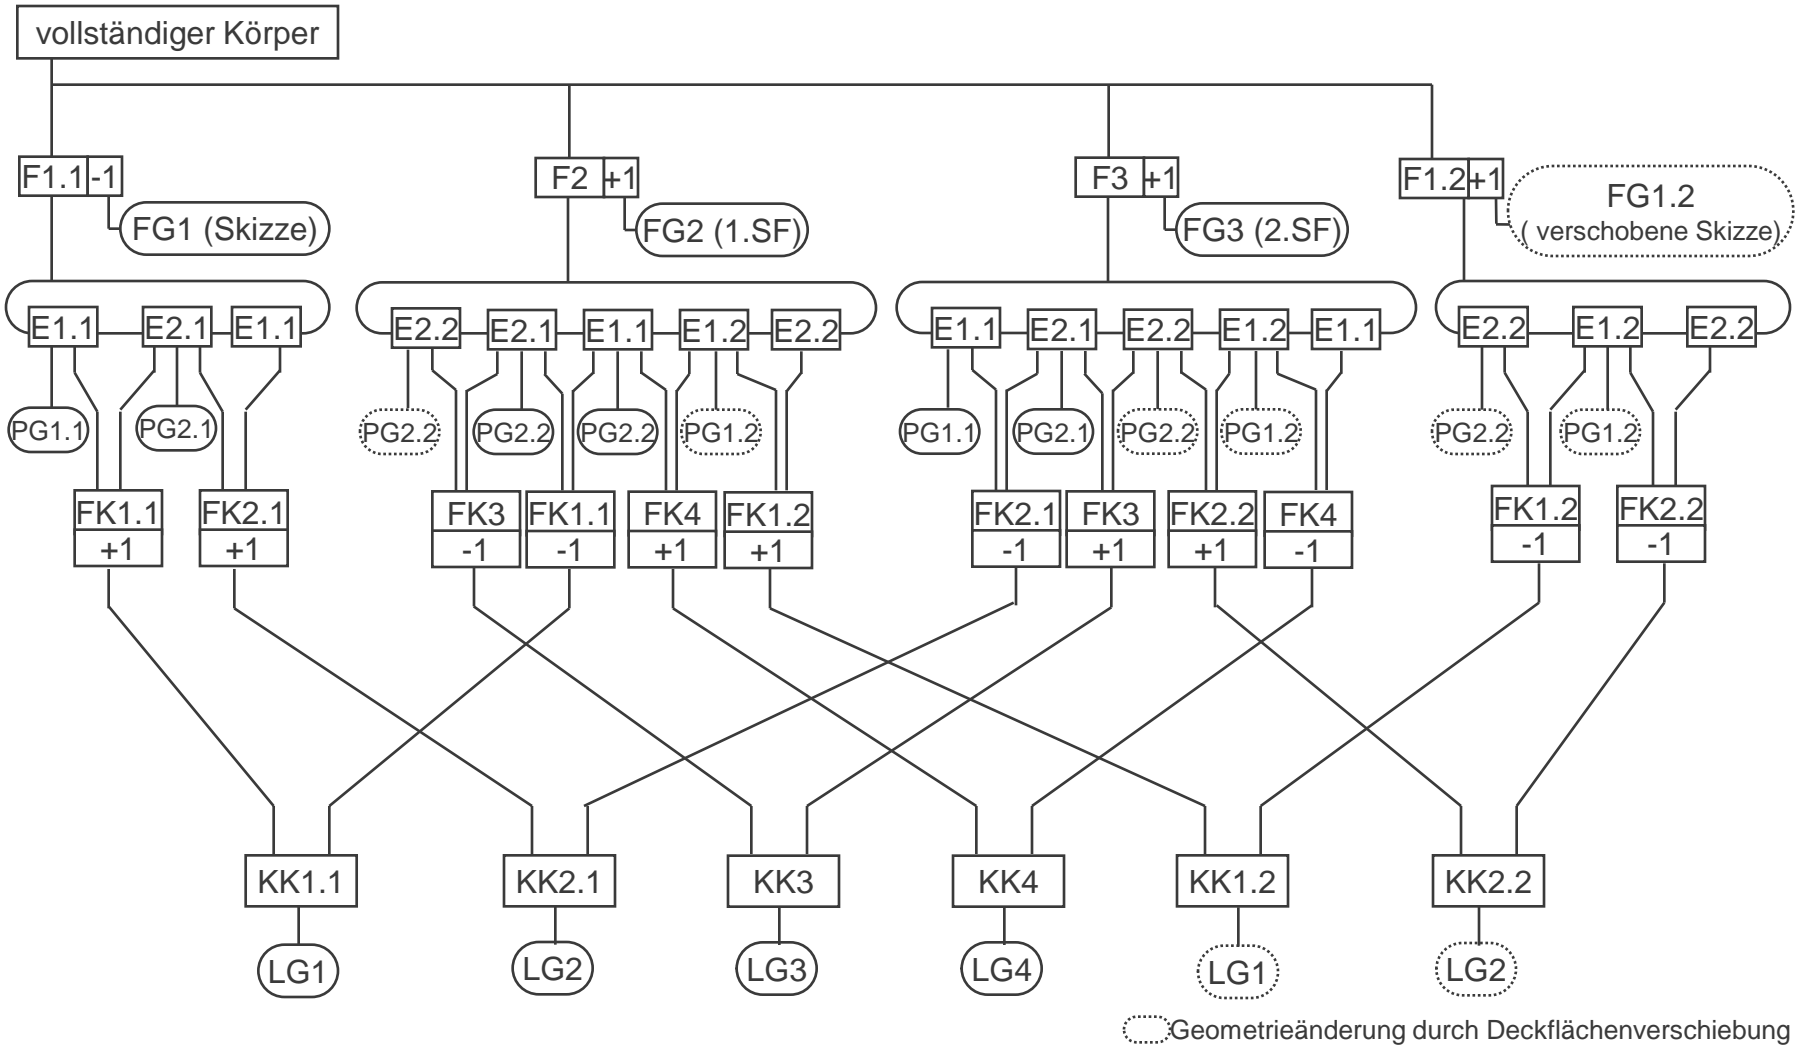 vollständiger Körper
F1.1 -1
F2 +1
F3 +1
F1.2 +1
FG1 (Skizze)
FG2 (1.SF)
FG3 (2.SF)
FG1.2
( verschobene Skizze)
E1.1 E2.1 E1.1
E2.2 E2.1 E1.1 E1.2 E2.2
E1.1 E2.1 E2.2 E1.2 E1.1
E2.2 E1.2 E2.2
PG1.1 PG2.1
PG2.2 PG2.2 PG2.2 PG1.2
PG1.1 PG2.1 PG2.2 PG1.2
PG2.2 PG1.2
FK1.1 FK2.1
+1 +1
FK3 FK1.1 FK4 FK1.2
-1 -1 +1 +1
FK2.1 FK3 FK2.2 FK4
-1 +1 +1 -1
FK1.2 FK2.2
-1 -1
KK1.1 KK2.1 KK3 KK4 KK1.2 KK2.2
LG1 LG2 LG3 LG4 LG1 LG2
Geometrieänderung durch Deckflächenverschiebung